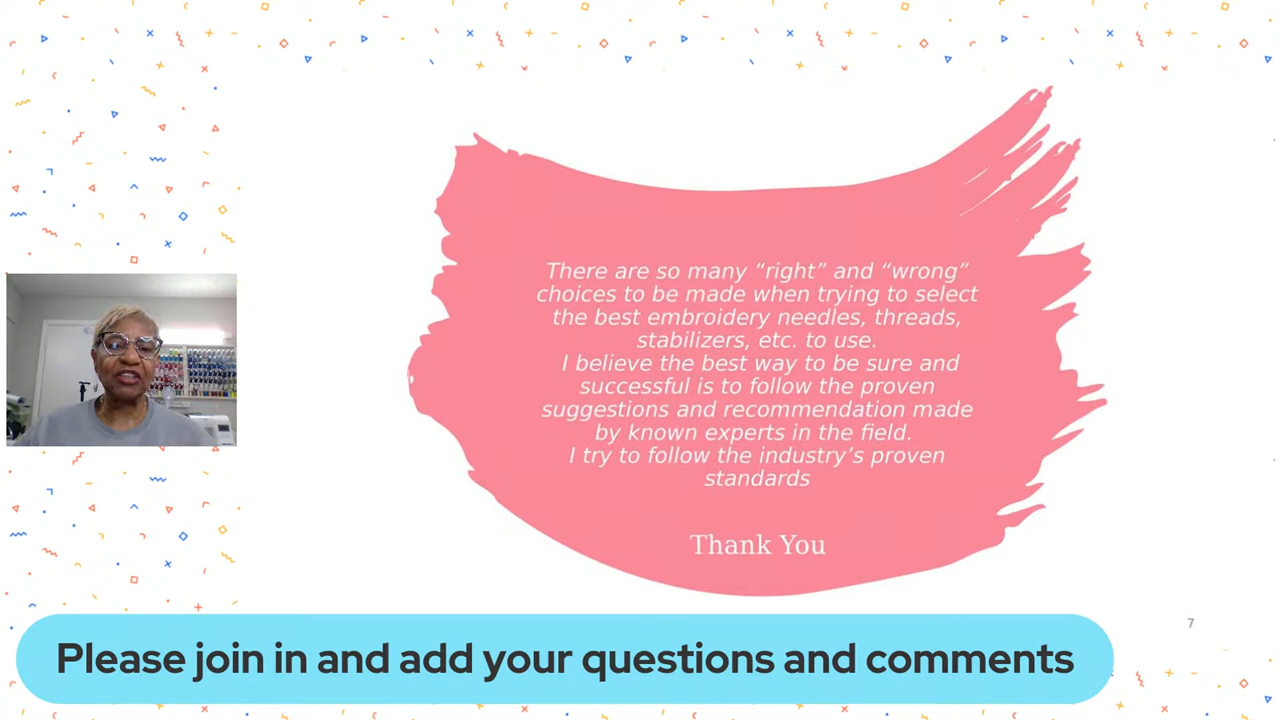 There are so many “right” and “wrong”
choices to be made when trying to select
the best embroidery needles, threads,
stabilizers, etc. to use.
I believe the best way to be sure and
successful is to follow the proven
suggestions and recommendation made
by known experts in the field.
I try to follow the industry’s proven
standards
Thank You
7
Please join in and add your questions and comments